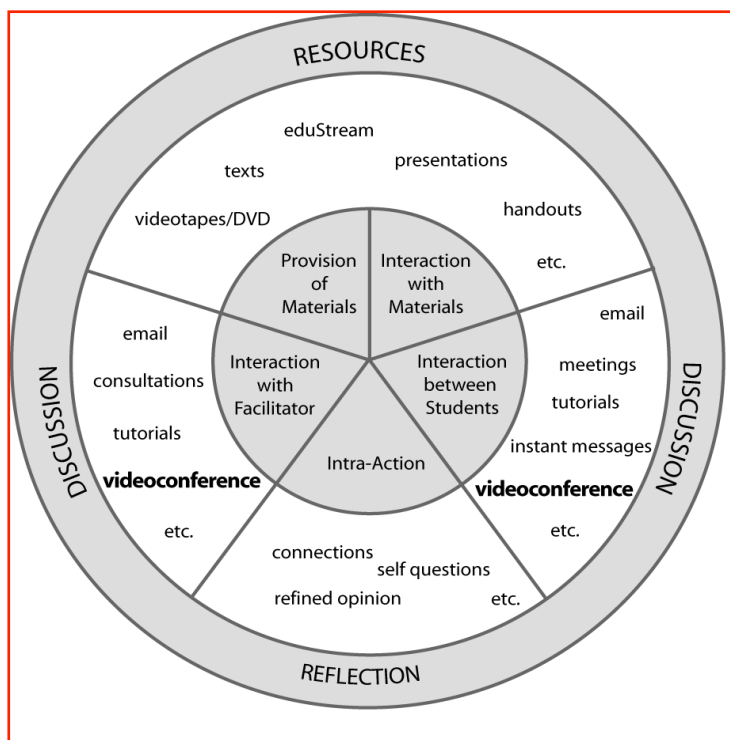 RESOURCES
eduStream
presentations
texts
handouts
videotapes/DVD
etc.
Provision
of
Materials
Interaction
with
Materials
email
consultations
tutorials
videoconference
etc.
Interaction
with
Facilitator
Interaction
between
Students
email
meetings
tutorials
instant messages
videoconference
etc.
Intra-Action
connections
self questions
refined opinion
etc.
DISCUSSION
DISCUSSION
REFLECTION